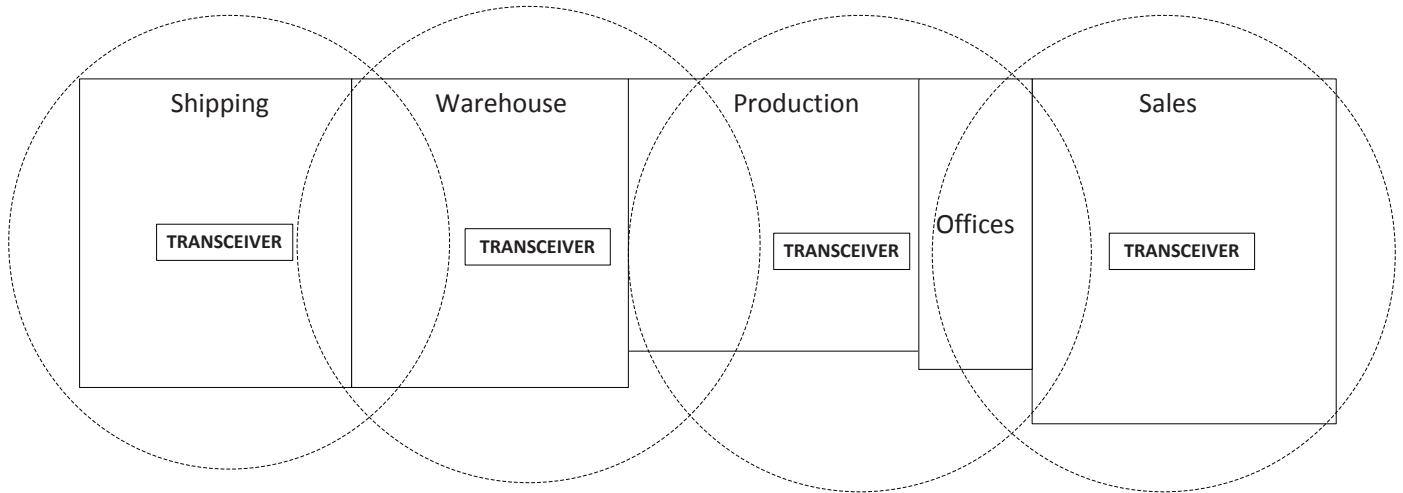 Shipping
Warehouse
Production
Sales
Offices
TRANSCEIVER
TRANSCEIVER
TRANSCEIVER
TRANSCEIVER